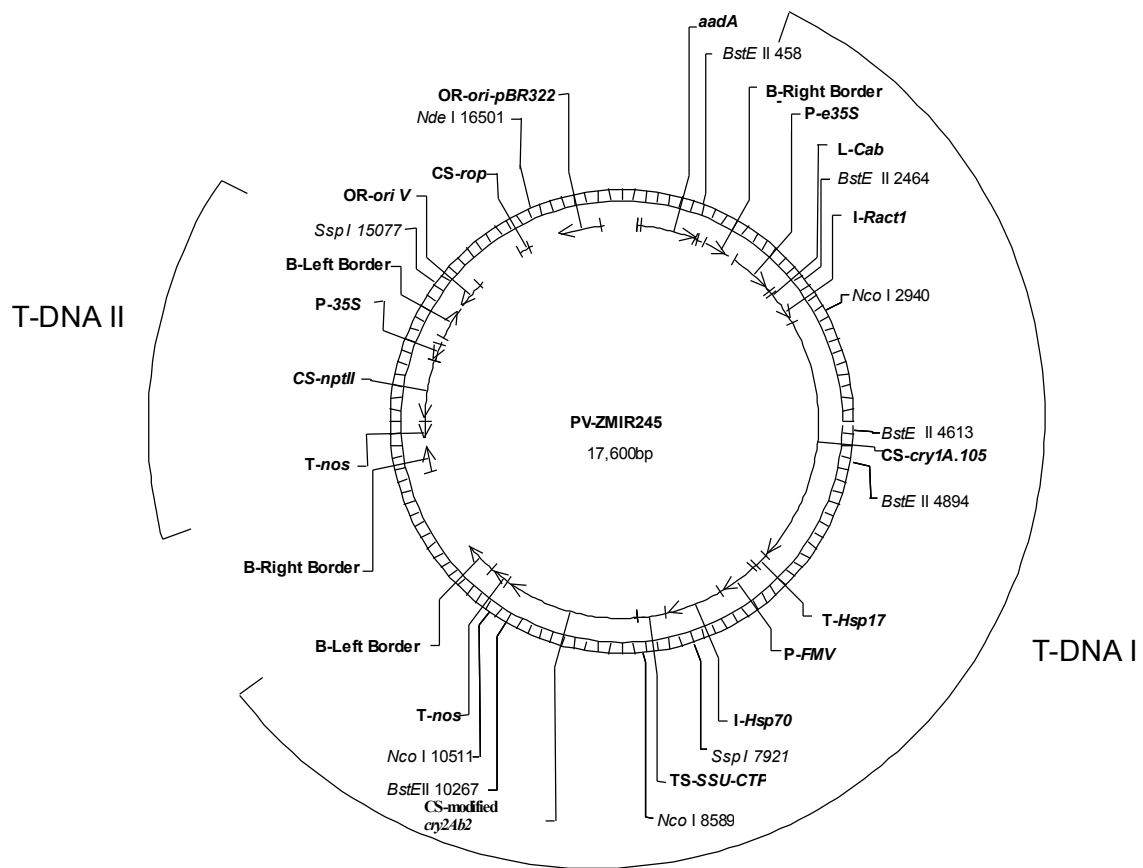 aadA
BstE II 458
OR-ori-pBR322
B-Right Border
Nde I 16501
P-e35S
CS-rop
L-Cab
BstE II 2464
OR-ori V
I-Ract1
Ssp I 15077
B-Left Border
Nco I 2940
P-35S
T-DNA II
CS-nptII
PV-ZMIR245
BstE II 4613
17,600bp
CS-cry1A.105
T-nos
BstE II 4894
B-Right Border
T-Hsp17
B-Left Border
P-FMV
T-DNA I
T-nos
I-Hsp70
Nco I 10511
Ssp I 7921
BstEII 10267
TS-SSU-CTP
CS-modified
cry2Ab2
Nco I 8589